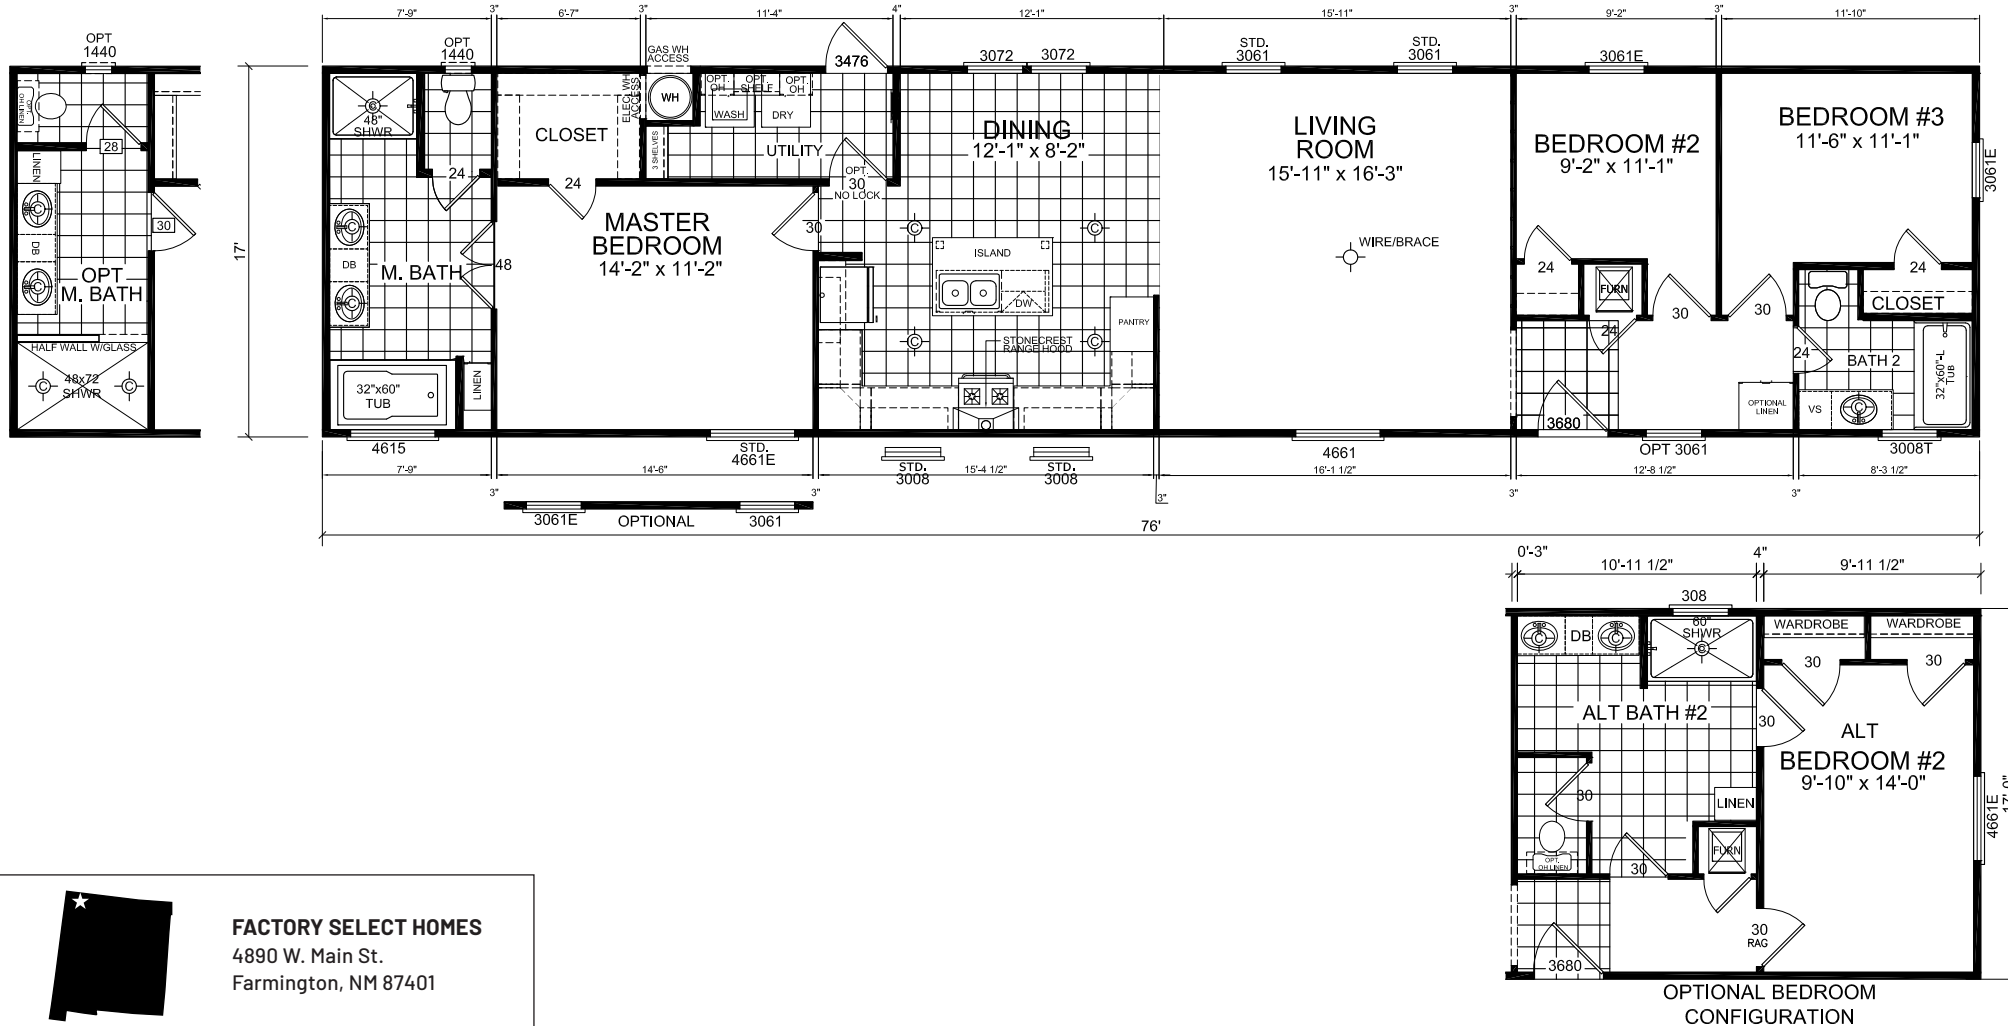 7'-9"
3"
6'-7"
3"
11'-4"
4"
12'-1"
15'-11"
3"
9'-2"
3"
11'-10"
OPT
1440
OPT
1440
GAS WH
ACCESS
3476
3072
3072
STD.
3061
STD.
3061
3061E
OPT.
OH LINEN
28
LINEN
DB
30
OPT
M. BATH
HALF WALL W/GLASS
48x72
SHWR
C
C
17'
C
48"
SHWR
24
CLOSET
24
ELEC. WH
ACCESS
WH
OPT.
OH
OPT.
SHELF
OPT.
OH
WASH
DRY
3 SHELVES
UTILITY
OPT.
30
NO LOCK
DINING
12'-1" x 8'-2"
LIVING
ROOM
15'-11" x 16'-3"
BEDROOM #2
9'-2" x 11'-1"
BEDROOM #3
11'-6" x 11'-1"
3061E
MASTER
BEDROOM
14'-2" x 11'-2"
30
DB
M. BATH
48
C
C
ISLAND
DW
WIRE/BRACE
24
FURN
24
30
30
24
CLOSET
PANTRY
C
C
STONECREST
RANGE HOOD
24
BATH 2
32"x60"-L
TUB
OPTIONAL
LINEN
VS
32"x60"
TUB
LINEN
3680
4615
STD.
4661E
STD.
3008
STD.
3008
4661
OPT 3061
3008T
7'-9"
3"
14'-6"
3"
15'-4 1/2"
3"
16'-1 1/2"
3"
12'-8 1/2"
3"
8'-3 1/2"
3061E
OPTIONAL
3061
76'
0'-3"
10'-11 1/2"
4"
9'-11 1/2"
308
DB
60"
SHWR
C
WARDROBE
WARDROBE
30
30
ALT BATH #2
30
ALT
BEDROOM #2
9'-10" x 14'-0"
30
LINEN
4661E
17'-0"
OPT.
OH LINEN
30
FURN
30
RAG
3680
OPTIONAL BEDROOM
CONFIGURATION
FACTORY SELECT HOMES
4890 W. Main St.
Farmington, NM 87401